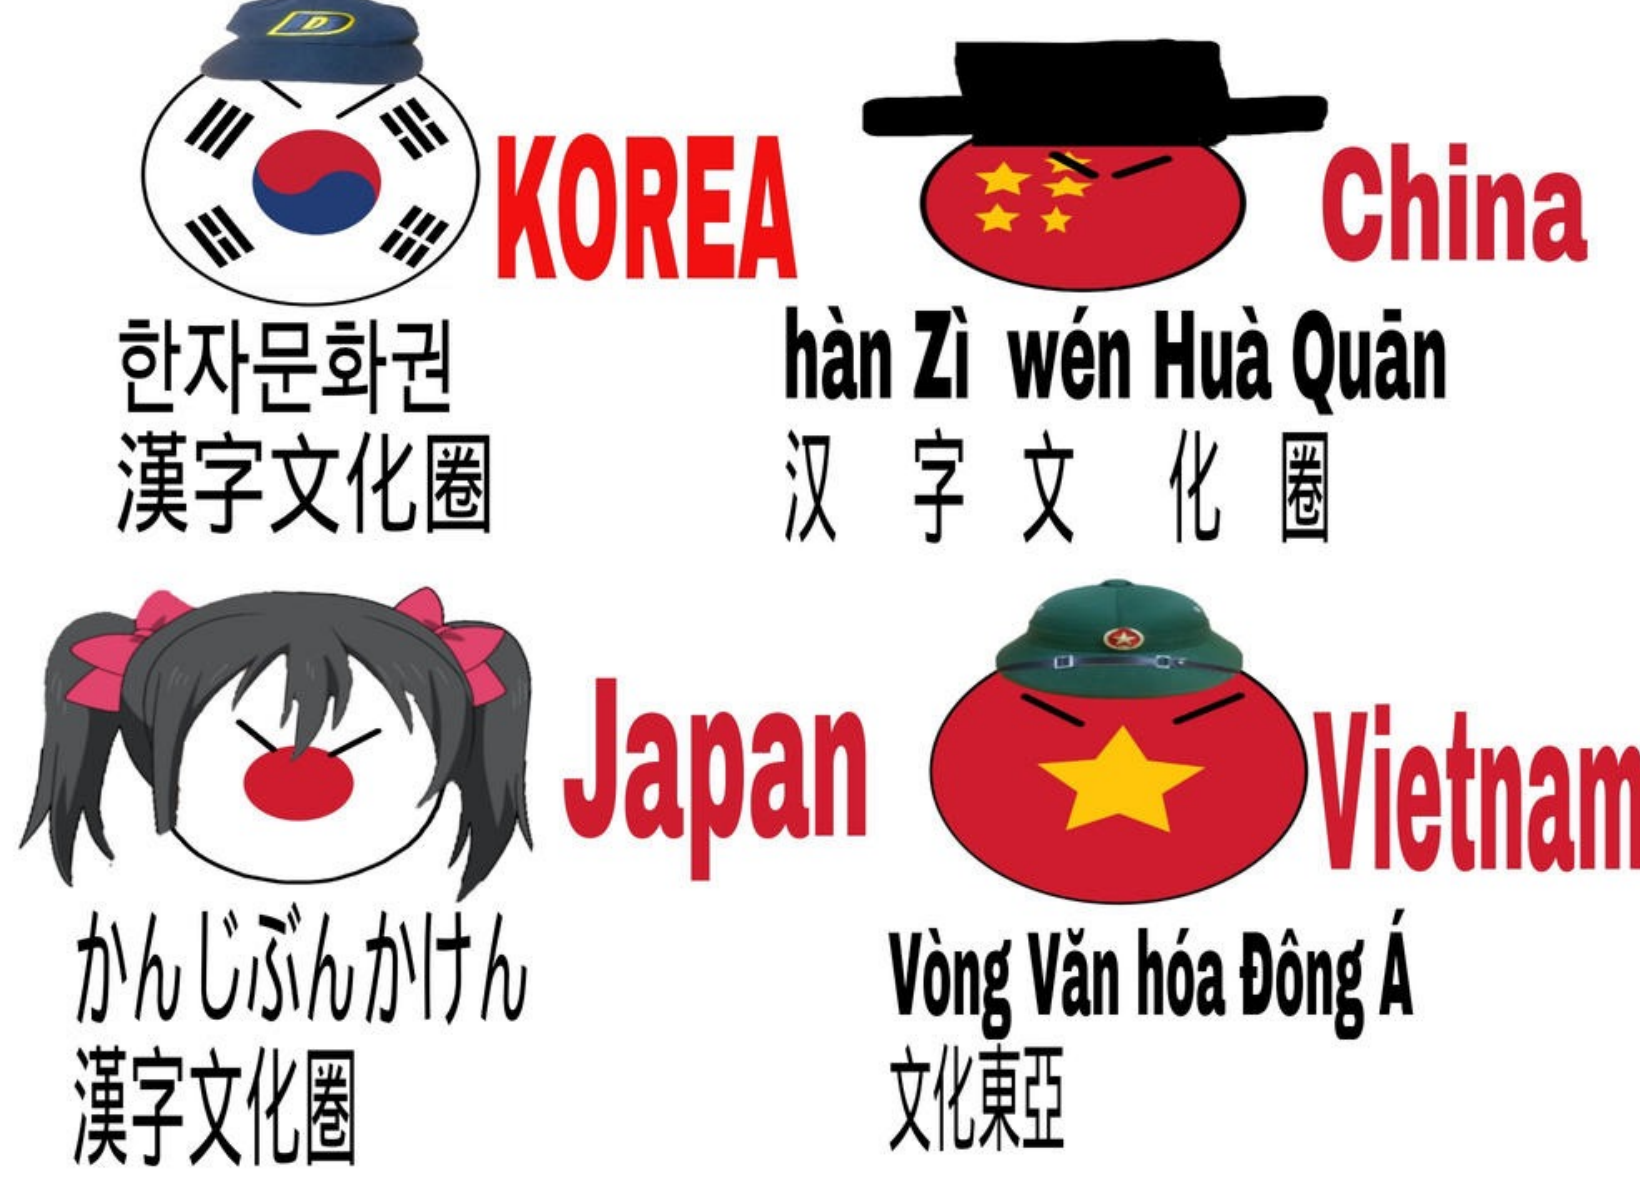 D
KOREA
한자문화권
漢字文化圈
China
hàn Zì wén Huà Quān
汉 字 文 化 圈
Japan
かんじぶんかけん
漢字文化圏
Vietnam
Vòng Văn hóa Đông Á
文化東亞